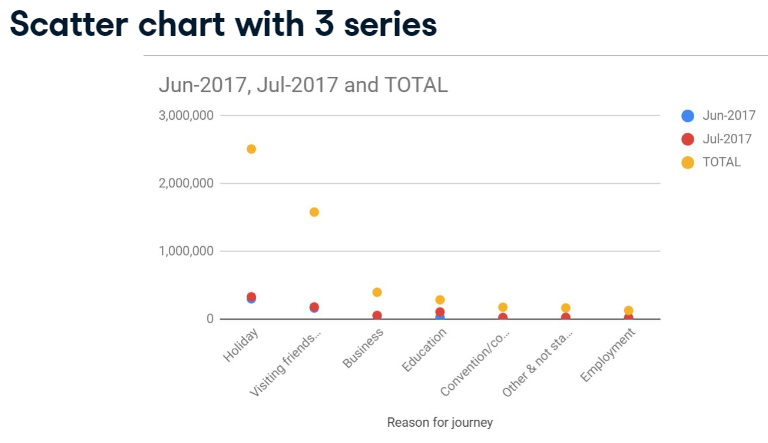 Scatter chart with 3 series
Jun-2017, Jul-2017 and TOTAL
3,000,000
2,000,000
1,000,000
0
Jun-2017
Jul-2017
TOTAL
Holiday
Visiting friends...
Business
Education
Convention/co...
Other & not sta...
Employment
Reason for journey